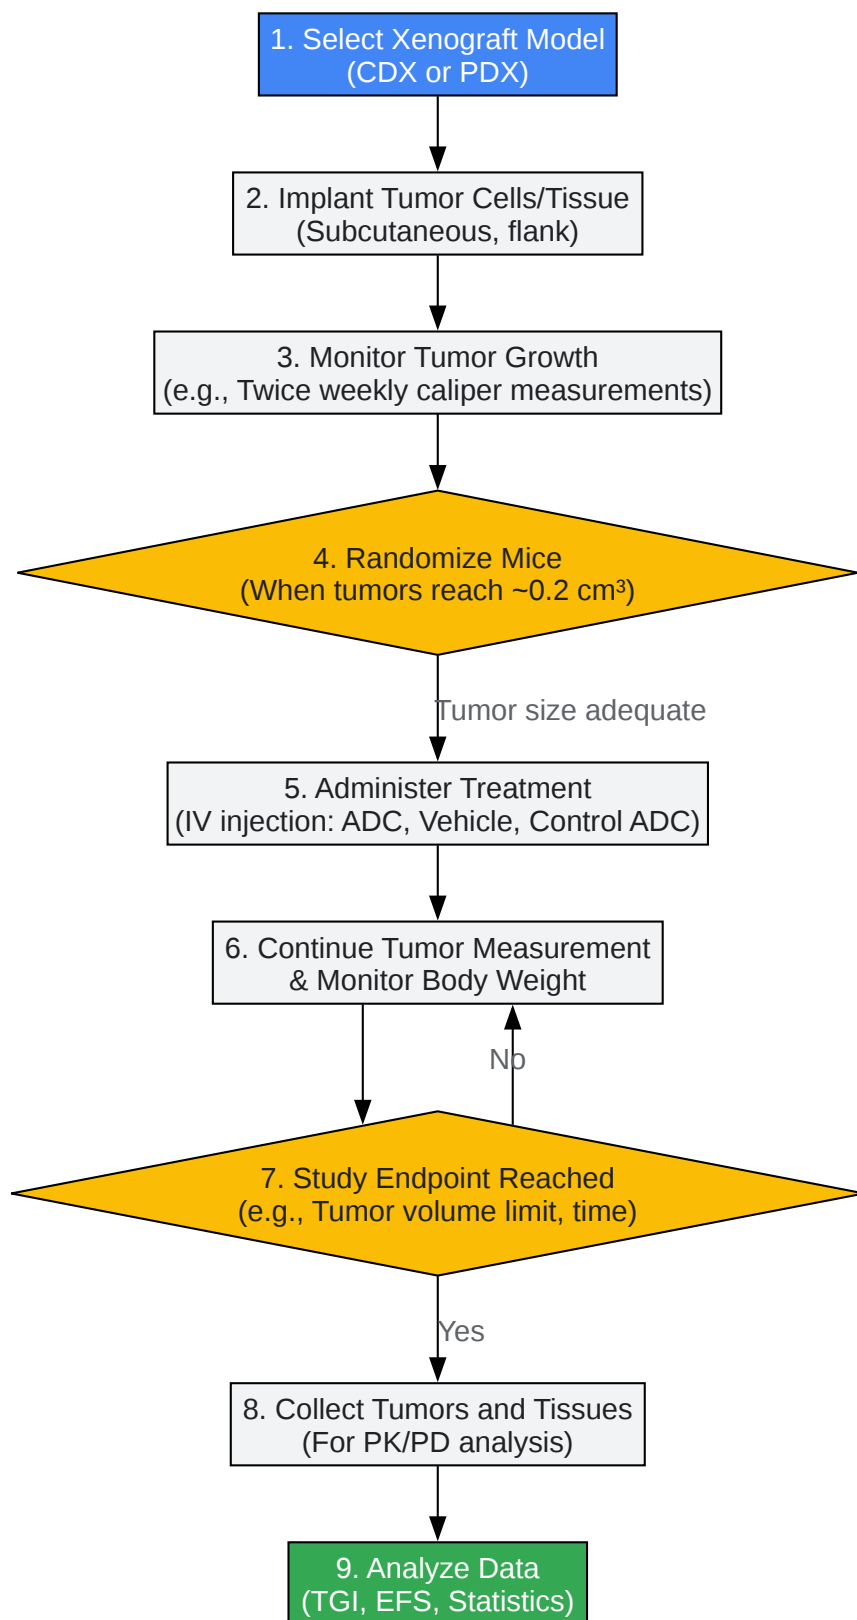 1. Select Xenograft Model
(CDX or PDX)
2. Implant Tumor Cells/Tissue
(Subcutaneous, flank)
3. Monitor Tumor Growth
(e.g., Twice weekly caliper measurements)
4. Randomize Mice
(When tumors reach ~0.2 cm³)
Tumor size adequate
5. Administer Treatment
(IV injection: ADC, Vehicle, Control ADC)
6. Continue Tumor Measurement
& Monitor Body Weight
No
7. Study Endpoint Reached
(e.g., Tumor volume limit, time)
Yes
8. Collect Tumors and Tissues
(For PK/PD analysis)
9. Analyze Data
(TGI, EFS, Statistics)